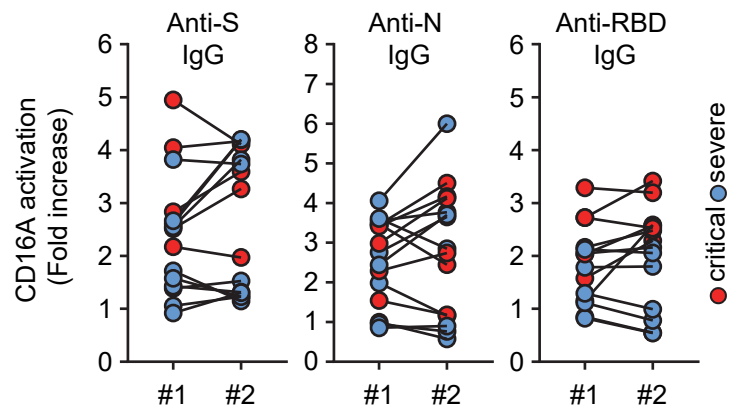 Anti-S
IgG
Anti-N
IgG
Anti-RBD
IgG
CD16A activation
(Fold increase)
6
5
4
3
2
1
0
#1 #2
8
7
6
5
4
3
2
1
0
#1 #2
6
5
4
3
2
1
0
#1 #2
critical severe